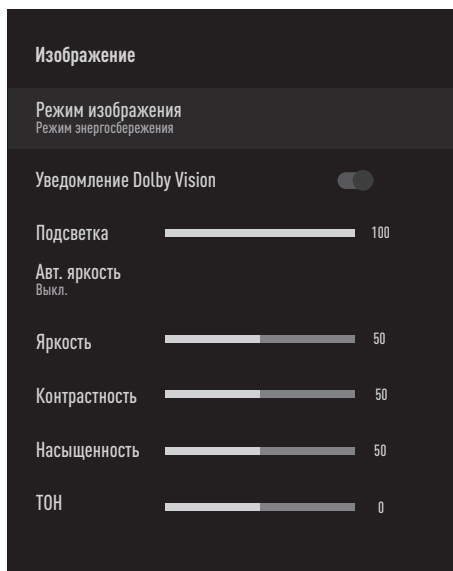 Изображение
Режим изображения
Режим энергосбережения
Уведомление Dolby Vision
Подсветка 100
Авт. яркость
Выкл.
Яркость 50
Контрастность 50
Насыщенность 50
ТОН 0